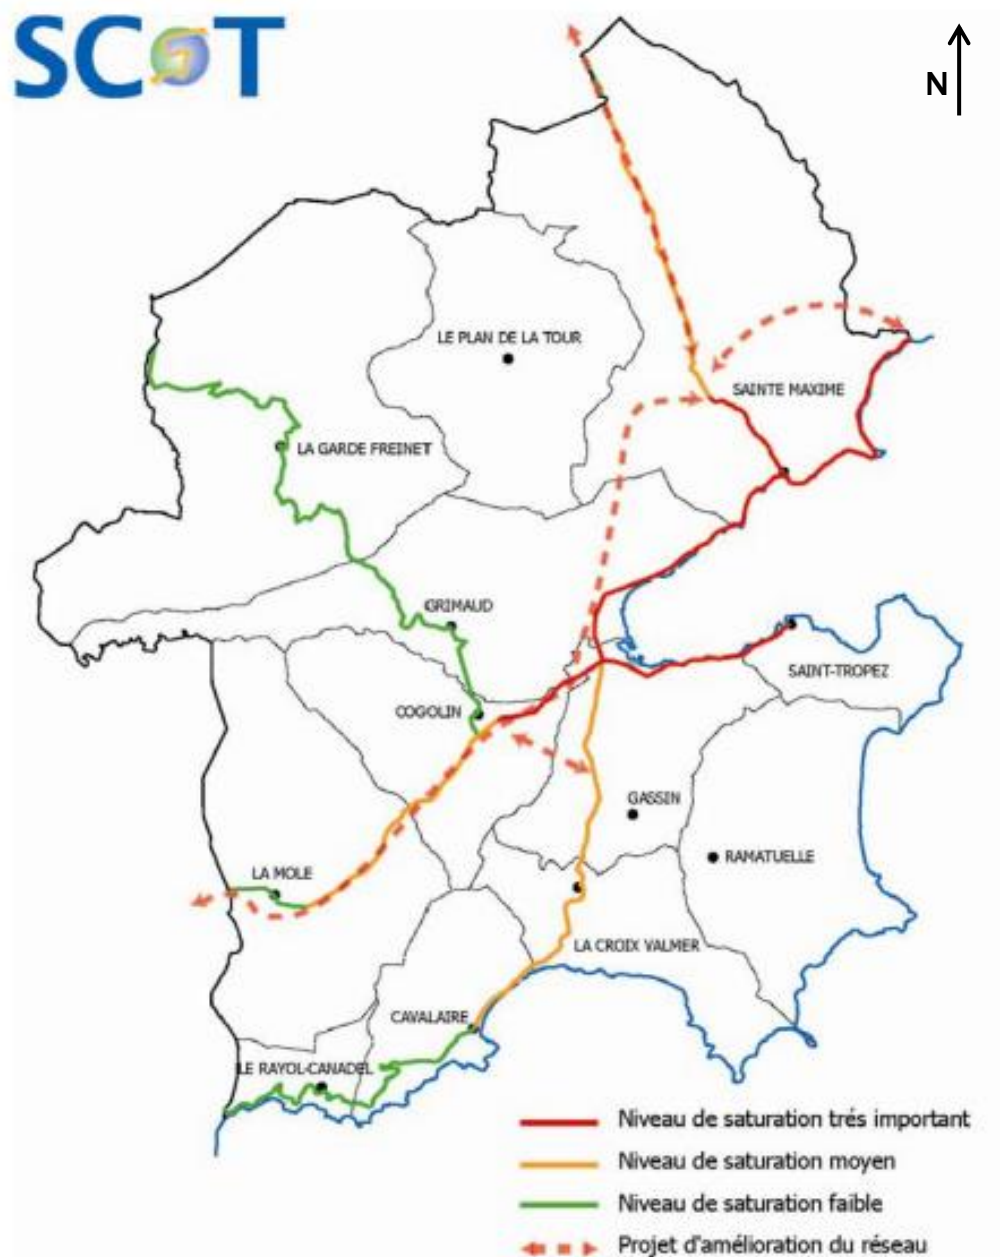 SCOT
N
LE PLAN DE LA TOUR
SAINTE MAXIME
LA GARDE FREINET
GRIMAUD
SAINT-TROPEZ
COGOLIN
GASSIN
RAMATUELLE
LA MOLE
LA CROIX VALMER
CAVALAIRE
LE RAYOL-CANADEL
Niveau de saturation trés important
Niveau de saturation moyen
Niveau de saturation faible
Projet d'amélioration du réseau